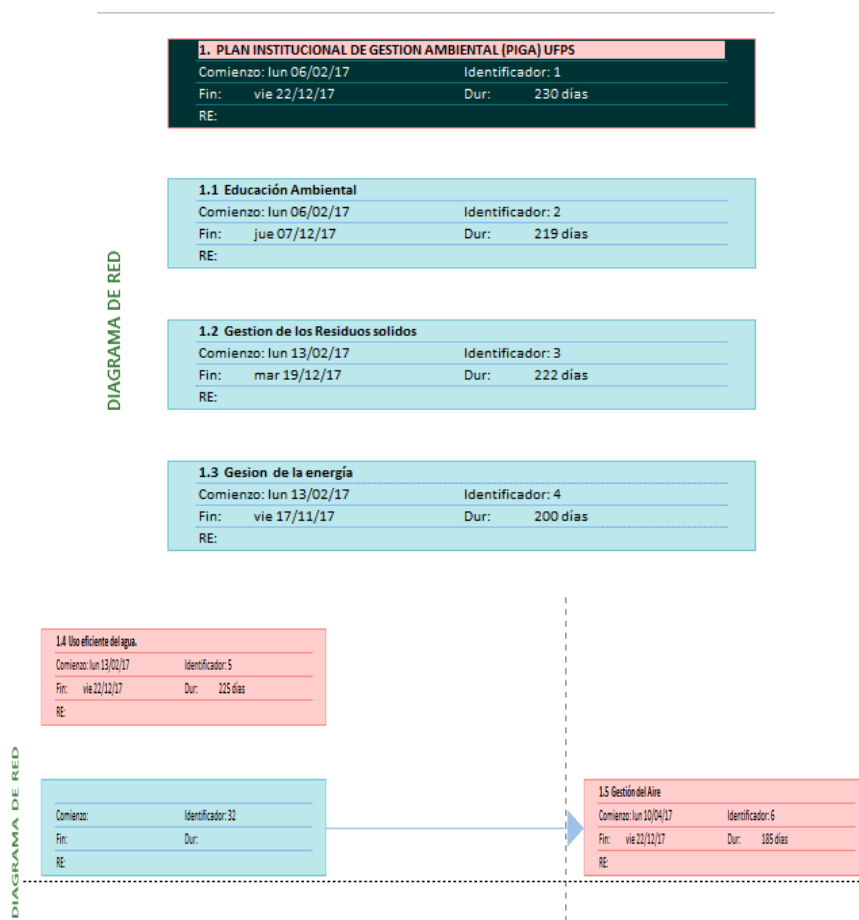 1. PLAN INSTITUCIONAL DE GESTION AMBIENTAL (PIGA) UFPS
Comienzo: lun 06/02/17 Identificador: 1
Fin: vie 22/12/17 Dur: 230 días
RE:
DIAGRAMA DE RED
1.1 Educación Ambiental
Comienzo: lun 06/02/17 Identificador: 2
Fin: jue 07/12/17 Dur: 219 días
RE:
1.2 Gestion de los Residuos solidos
Comienzo: lun 13/02/17 Identificador: 3
Fin: mar 19/12/17 Dur: 222 días
RE:
1.3 Gesion de la energía
Comienzo: lun 13/02/17 Identificador: 4
Fin: vie 17/11/17 Dur: 200 días
RE:
1.4 Uso eficiente del agua.
Comienzo: lun 13/02/17 Identificador: 5
Fin: vie 22/12/17 Dur: 225 días
RE:
DIAGRAMA DE RED
Comienzo: Identificador: 32
Fin: Dur:
RE:
1.5 Gestión del Aire
Comienzo: lun 10/04/17 Identificador: 6
Fin: vie 22/12/17 Dur: 185 días
RE: